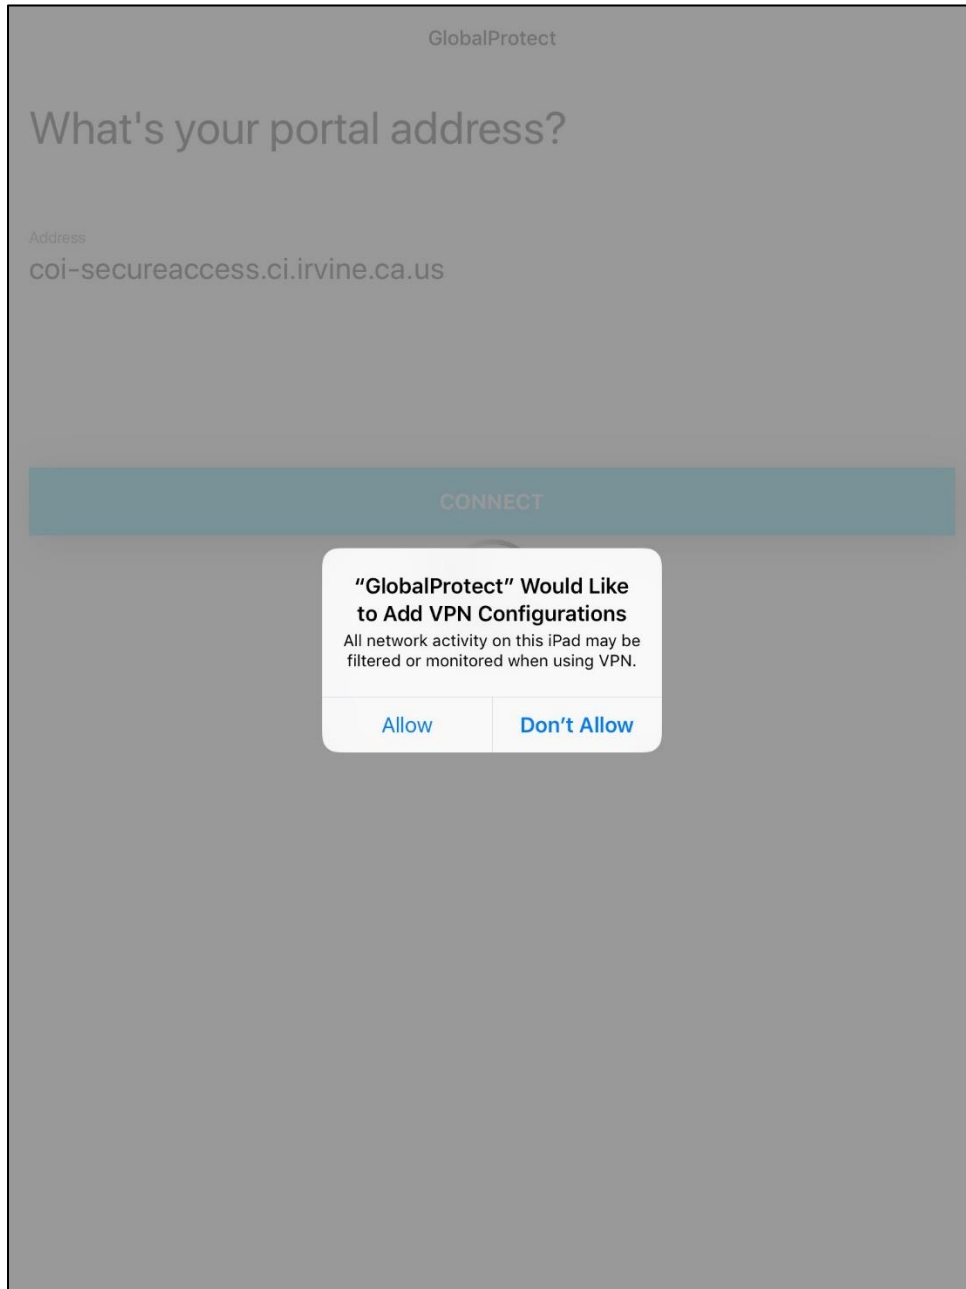 GlobalProtect
What's your portal address?
Address
coi-secureaccess.ci.irvine.ca.us
CONNECT
“GlobalProtect” Would Like
to Add VPN Configurations
All network activity on this iPad may be
filtered or monitored when using VPN.
Allow
Don’t Allow